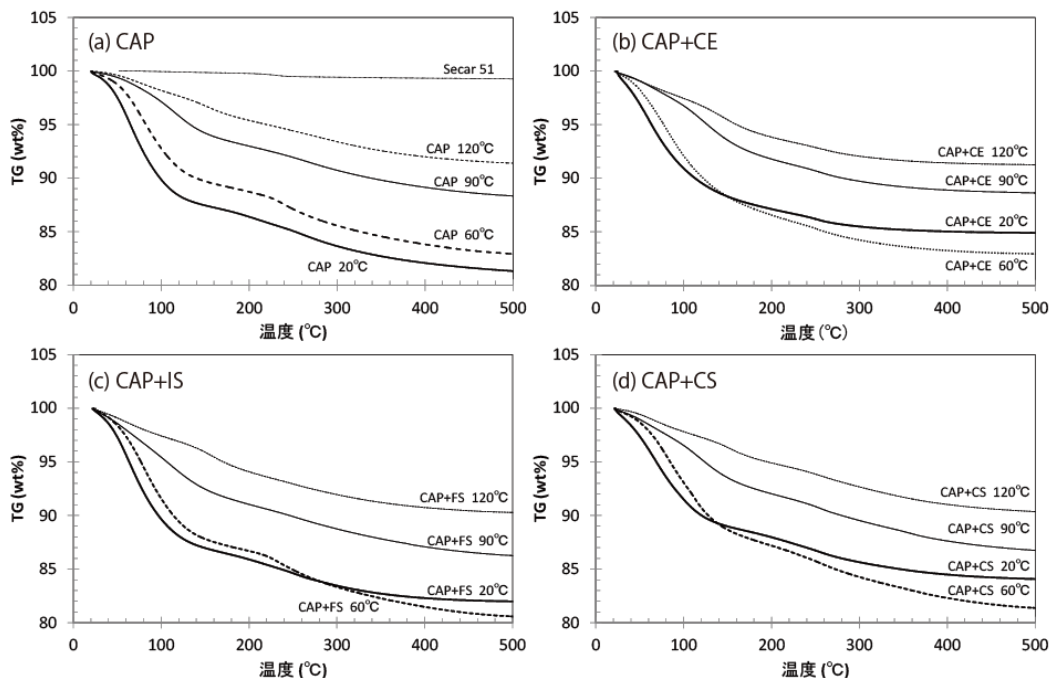 (a) CAP
105
100
95
90
85
80
TG (wt%)
Secar 51
CAP 120℃
CAP 90℃
CAP 60℃
CAP 20℃
0
100
200
300
400
500
温度 (℃)
(b) CAP+CE
105
100
95
90
85
80
TG (wt%)
CAP+CE 120℃
CAP+CE 90℃
CAP+CE 20℃
CAP+CE 60℃
0
100
200
300
400
500
温度 (℃)
(c) CAP+IS
105
100
95
90
85
80
TG (wt%)
CAP+FS 120℃
CAP+FS 90℃
CAP+FS 20℃
CAP+FS 60℃
0
100
200
300
400
500
温度 (℃)
(d) CAP+CS
105
100
95
90
85
80
TG (wt%)
CAP+CS 120℃
CAP+CS 90℃
CAP+CS 20℃
CAP+CS 60℃
0
100
200
300
400
500
温度 (℃)